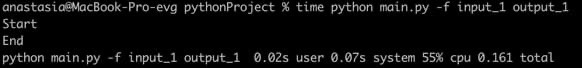 anastasia@MacBook-Pro-evg pythonProject % time python main.py -f input_1 output_1
Start
End
python main.py -f input_1 output_1  0.02s user 0.07s system 55% cpu 0.161 total